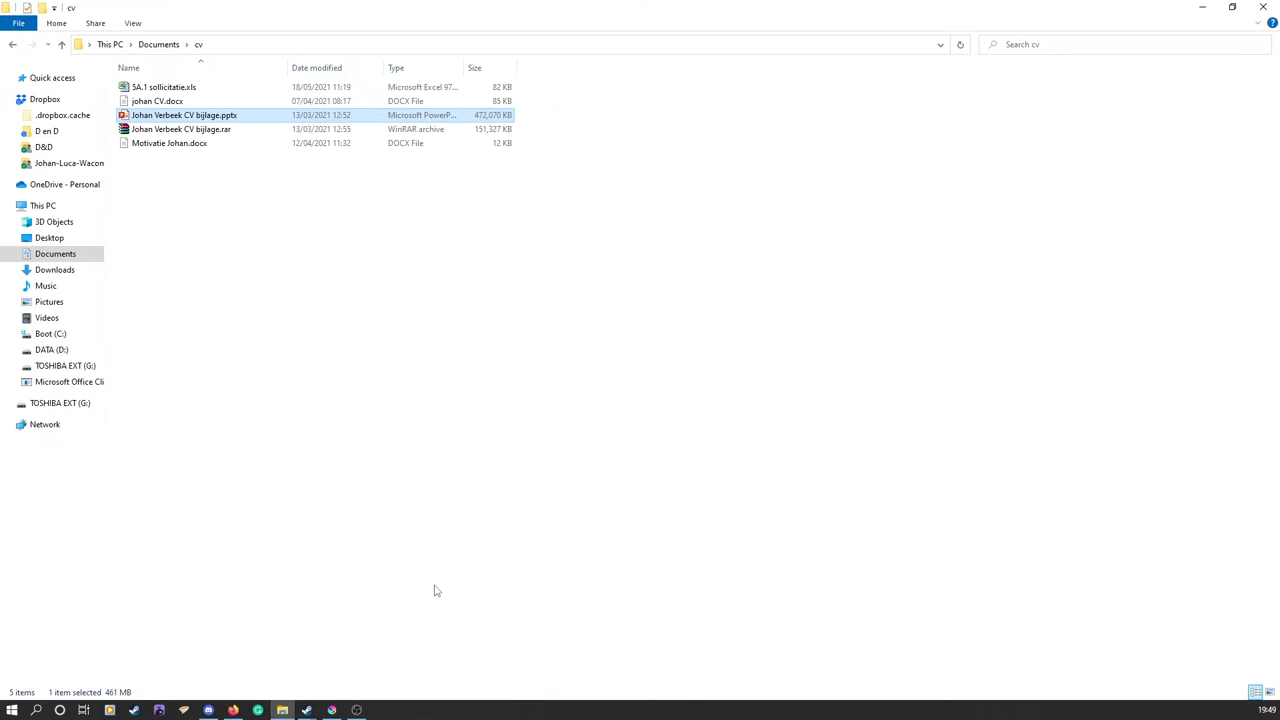 cv
File Home Share View
This PC Documents cv Search cv
Name Date modified Type Size
5A.1 sollicitatie.xls 18/05/2021 11:19 Microsoft Excel 97... 82 KB
johan CV.docx 07/04/2021 08:17 DOCX File 85 KB
Johan Verbeek CV bijlage.pptx 13/03/2021 12:52 Microsoft PowerP... 472,070 KB
Johan Verbeek CV bijlage.rar 13/03/2021 12:55 WinRAR archive 151,327 KB
Motivatie Johan.docx 12/04/2021 11:32 DOCX File 12 KB
Quick access
Dropbox
.dropbox.cache
D en D
D&D
Johan-Luca-Wacom
OneDrive - Personal
This PC
3D Objects
Desktop
Documents
Downloads
Music
Pictures
Videos
Boot (C:)
DATA (D:)
TOSHIBA EXT (G:)
Microsoft Office Cli
TOSHIBA EXT (G:)
Network
5 items 1 item selected 461 MB
19:49